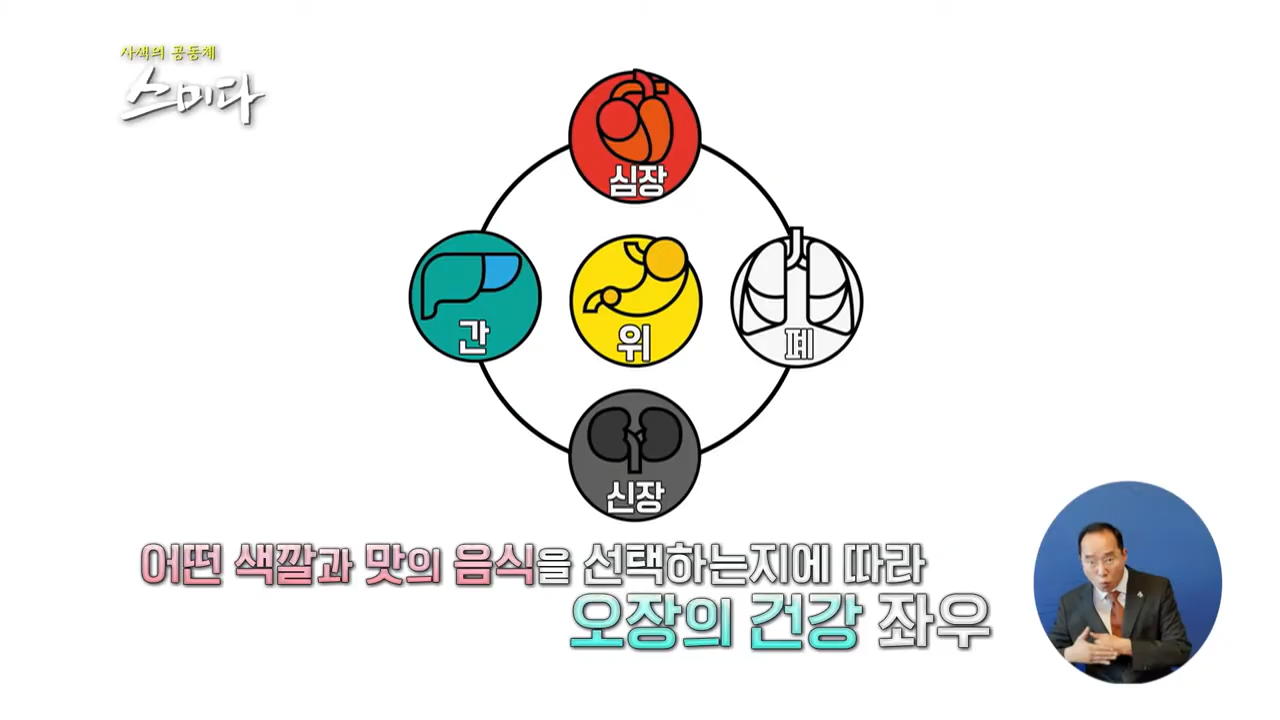 사색의 공동체
스미다
심장
간
위
폐
신장
어떤 색깔과 맛의 음식을 선택하는지에 따라
오장의 건강 좌우